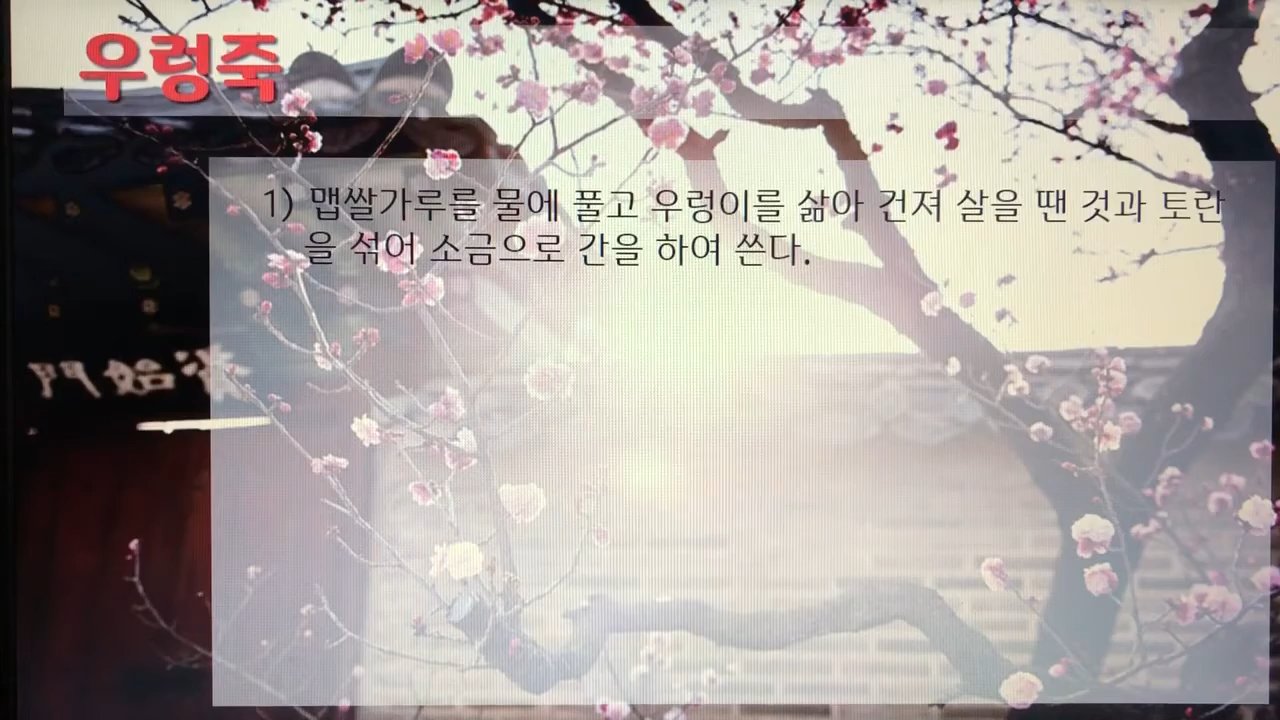 우렁죽
1) 맵쌀가루를 물에 풀고 우렁이를 삶아 건져 살을 땐 것과 토란
을 섞어 소금으로 간을 하여 쓴다.